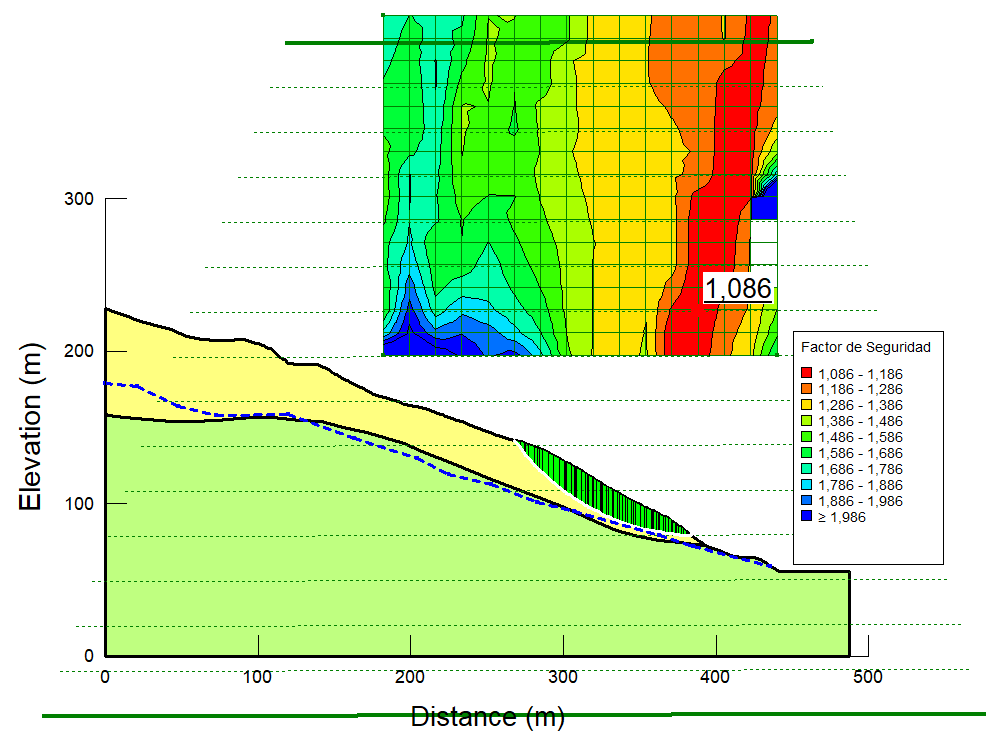 300
200
100
0
Elevation (m)
0 100 200 300 400 500
Distance (m)
1,086
Factor de Seguridad
1,086 - 1,186
1,186 - 1,286
1,286 - 1,386
1,386 - 1,486
1,486 - 1,586
1,586 - 1,686
1,686 - 1,786
1,786 - 1,886
1,886 - 1,986
≥ 1,986